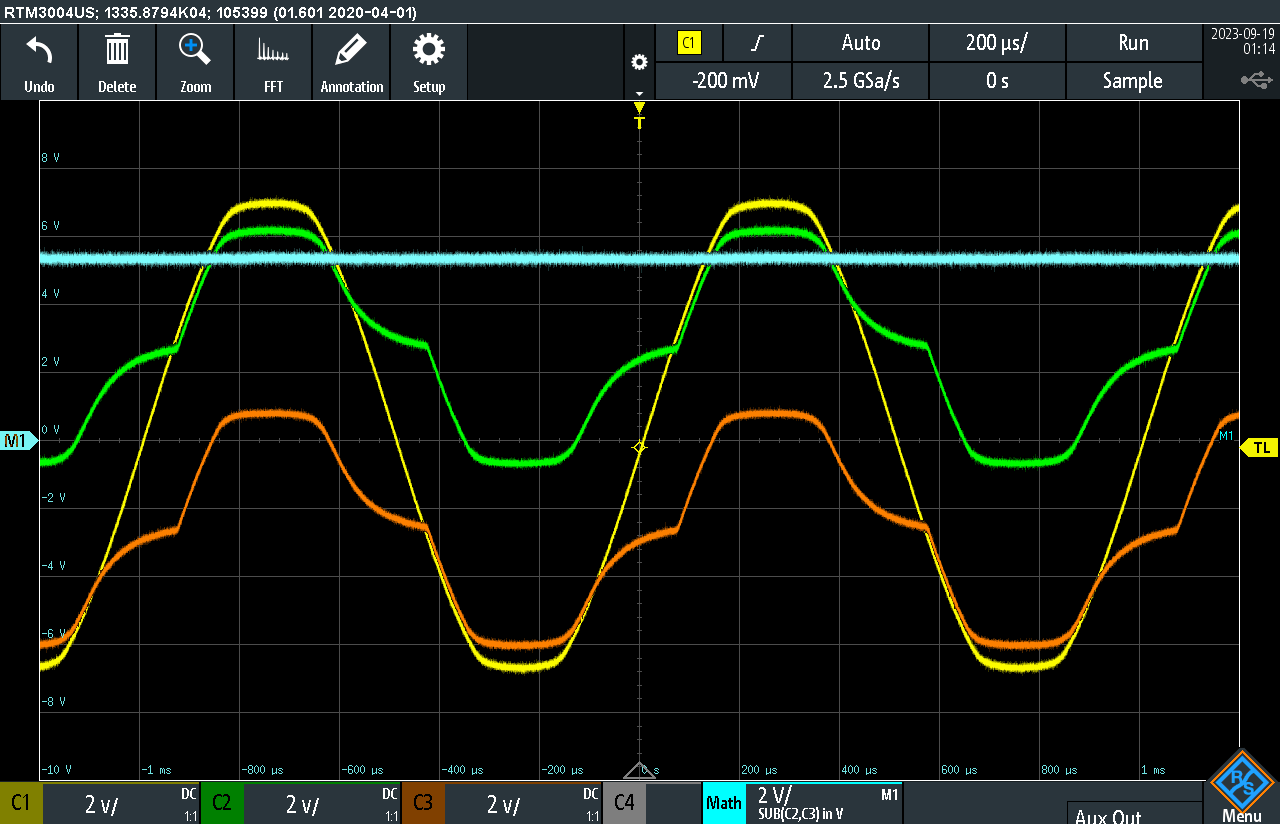 RTM3004US; 1335.8794K04; 105399 (01.601 2020-04-01)
Undo
Delete
Zoom
FFT
Annotation
Setup
C1
Auto
200 µs/
Run
2023-09-19
01:14
-200 mV
2.5 GSa/s
0 s
Sample
T
8 V
6 V
4 V
2 V
0 V
M1
M1
TL
-2 V
-4 V
-6 V
-8 V
-10 V
-1 ms
-800 µs
-600 µs
-400 µs
-200 µs
0 s
200 µs
400 µs
600 µs
800 µs
1 ms
C1
2 V/
DC
1:1
C2
2 V/
DC
1:1
C3
2 V/
DC
1:1
C4
Math
2 V/
M1
SUB(C2,C3) in V
Aux Out
R S
Menu